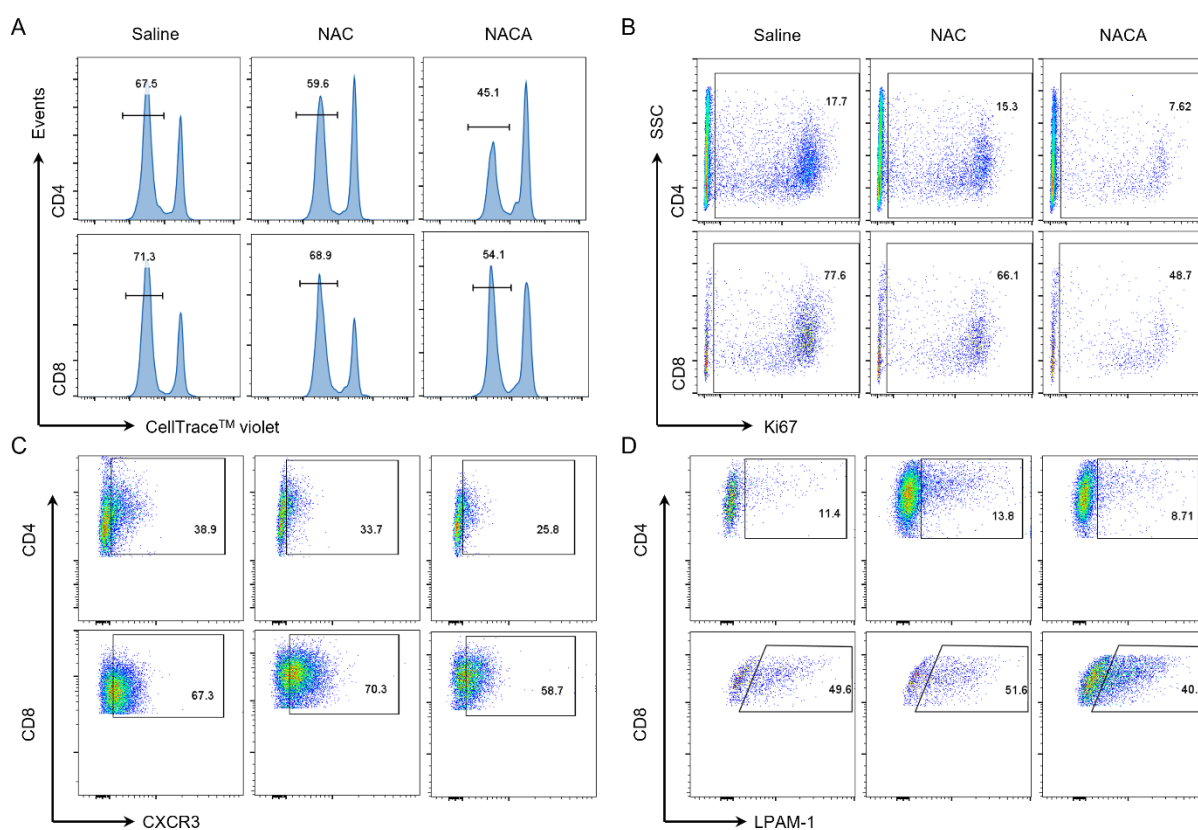 A
Saline
NAC
NACA
67.5
59.6
45.1
Events
CD4
71.3
68.9
54.1
CD8
CellTrace™ violet
B
Saline
NAC
NACA
17.7
15.3
7.62
SSC
CD4
77.6
66.1
48.7
CD8
Ki67
C
38.9
33.7
25.8
CD4
67.3
70.3
58.7
CD8
CXCR3
D
11.4
13.8
8.71
CD4
49.6
51.6
40.
CD8
LPAM-1